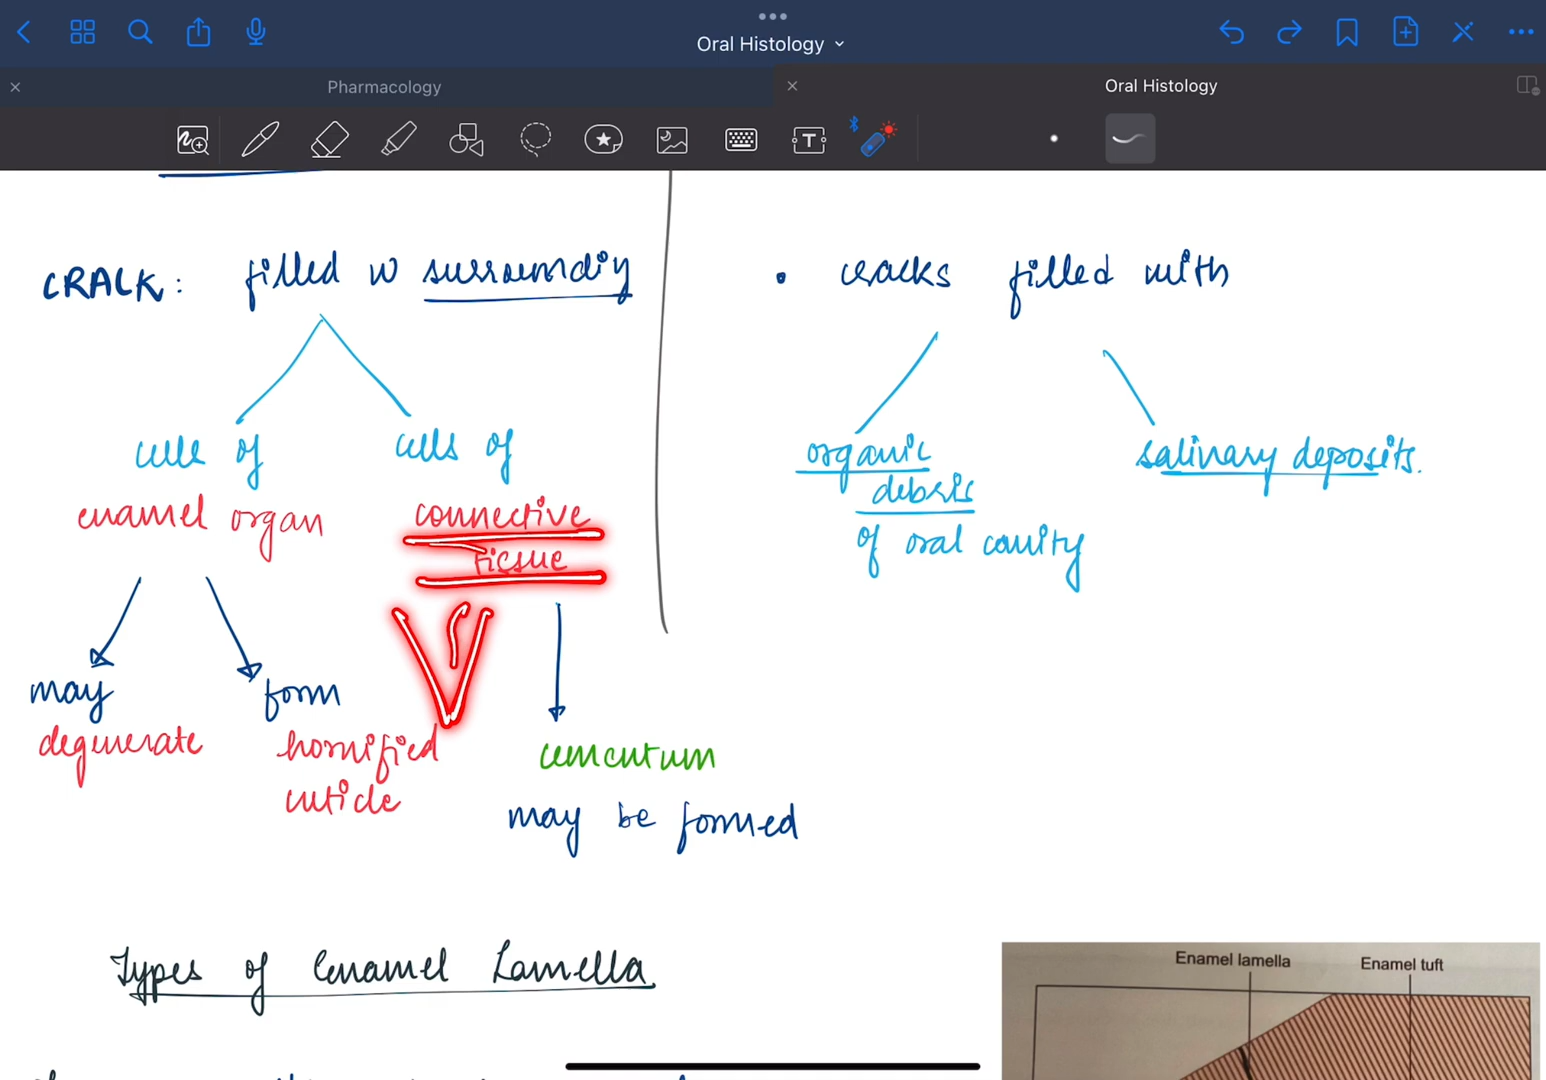 Oral Histology
Pharmacology
Oral Histology
CRACK: filled w surrounding
cells of
enamel organ
cells of
connective
tissue
may
degenerate
form
hornified
cuticle
cementum
may be formed
• cracks filled with
organic
debris
of oral cavity
salivary deposits.
Types of Enamel Lamella
Enamel lamella
Enamel tuft